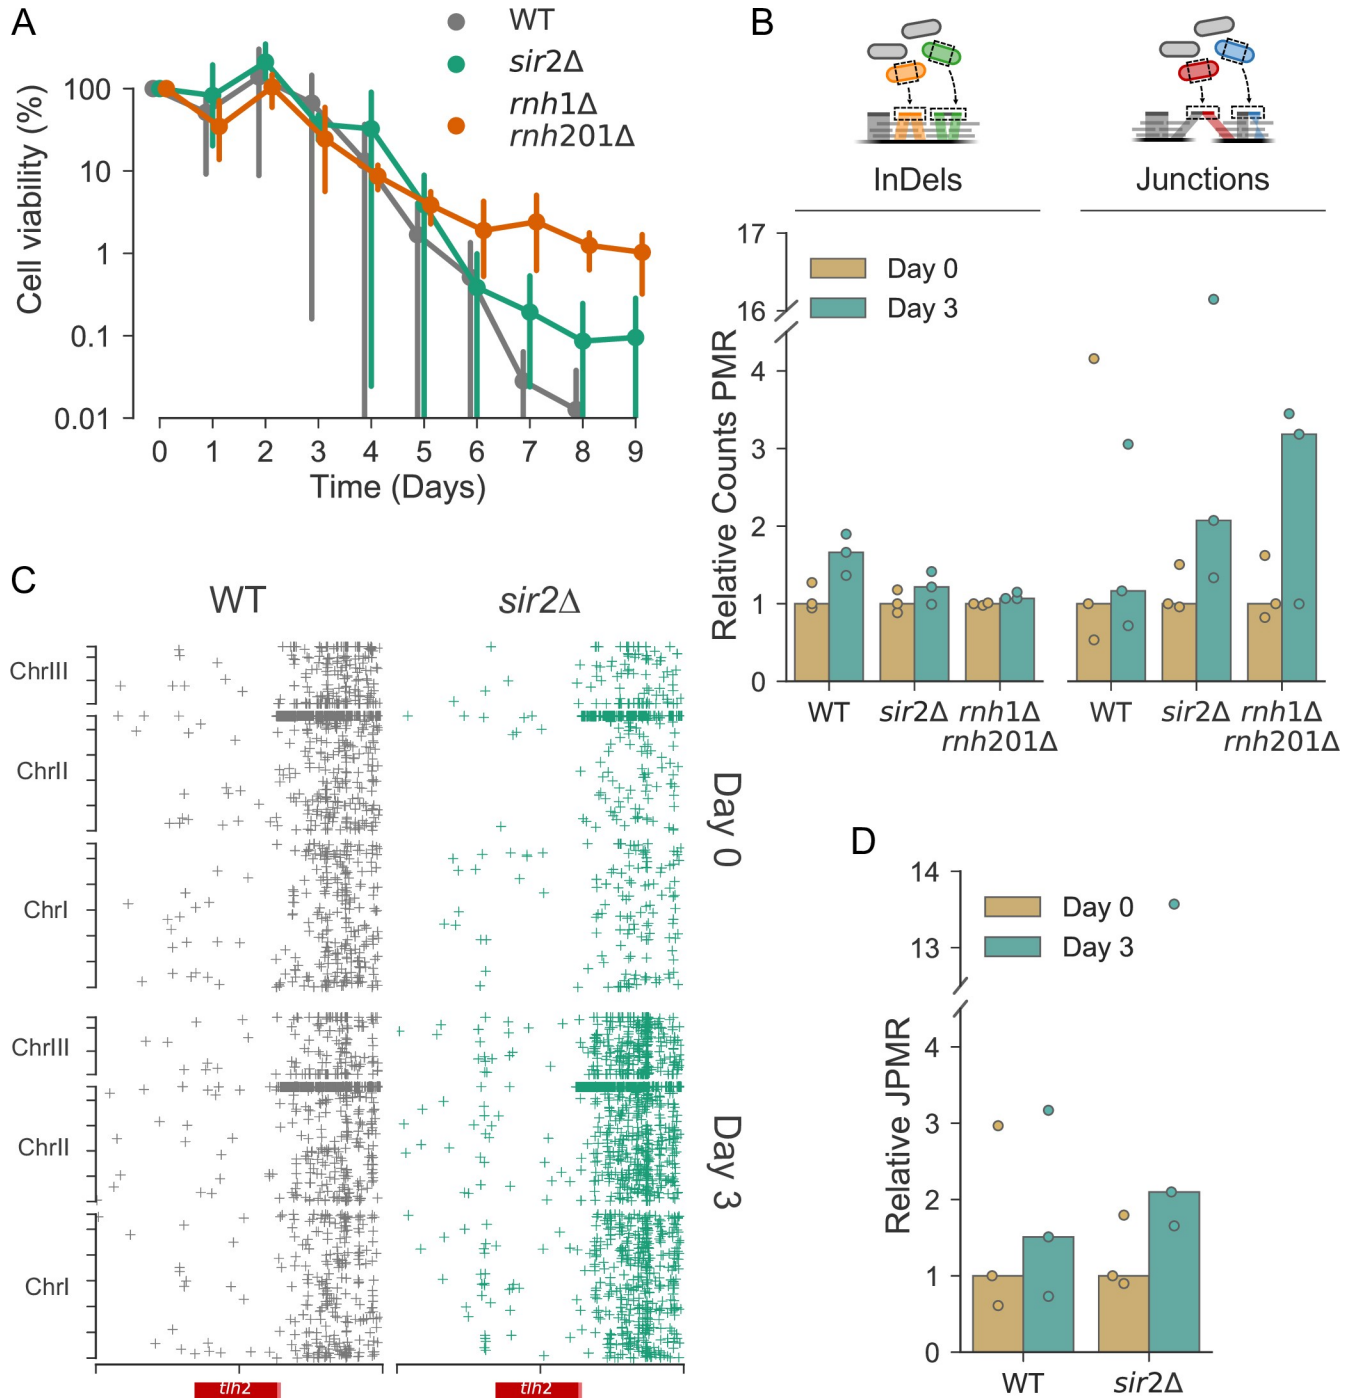 A
WT
sir2Δ
rnh1Δ
rnh201Δ
Cell viability (%)
100
10
1
0.1
0.01
0 1 2 3 4 5 6 7 8 9
Time (Days)
B
InDels
Junctions
Relative Counts PMR
17
16
4
3
2
1
0
Day 0
Day 3
WT sir2Δ rnh1Δ
rnh201Δ
WT sir2Δ rnh1Δ
rnh201Δ
C
WT
sir2Δ
ChrIII
ChrII
ChrI
Day 0
ChrIII
ChrII
ChrI
Day 3
tlh2
tlh2
D
Relative JPMR
14
13
4
3
2
1
0
Day 0
Day 3
WT
sir2Δ